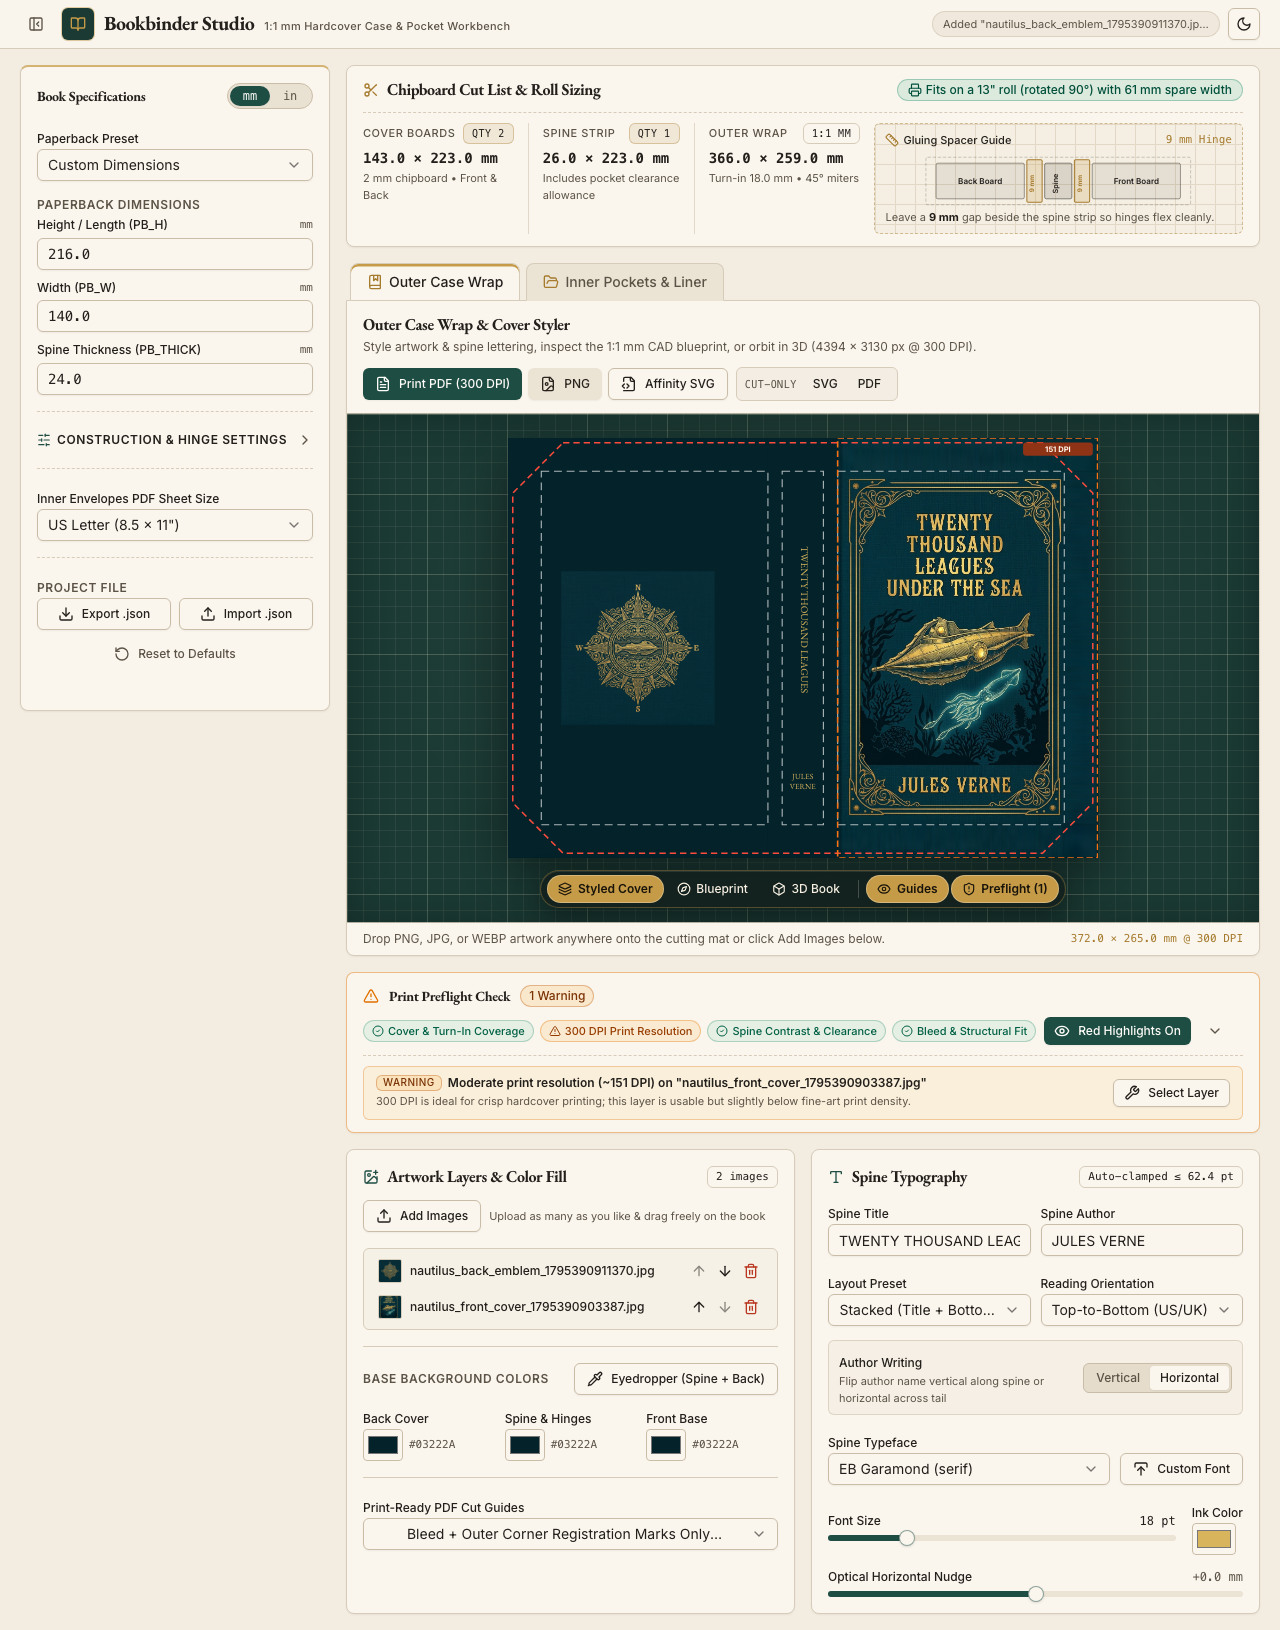 Bookbinder Studio
1:1 mm Hardcover Case & Pocket Workbench
Added "nautilus_back_emblem_1795390911370.jp...
Book Specifications
mm
in
Paperback Preset
Custom Dimensions
PAPERBACK DIMENSIONS
Height / Length (PB_H)
mm
216.0
Width (PB_W)
mm
140.0
Spine Thickness (PB_THICK)
mm
24.0
CONSTRUCTION & HINGE SETTINGS
Inner Envelopes PDF Sheet Size
US Letter (8.5 × 11")
PROJECT FILE
Export .json
Import .json
Reset to Defaults
Chipboard Cut List & Roll Sizing
Fits on a 13" roll (rotated 90°) with 61 mm spare width
COVER BOARDS
QTY 2
143.0 × 223.0 mm
2 mm chipboard • Front &
Back
SPINE STRIP
QTY 1
26.0 × 223.0 mm
Includes pocket clearance
allowance
OUTER WRAP
1:1 MM
366.0 × 259.0 mm
Turn-in 18.0 mm • 45° miters
Gluing Spacer Guide
9 mm Hinge
Back Board
9 mm
Spine
9 mm
Front Board
Leave a 9 mm gap beside the spine strip so hinges flex cleanly.
Outer Case Wrap
Inner Pockets & Liner
Outer Case Wrap & Cover Styler
Style artwork & spine lettering, inspect the 1:1 mm CAD blueprint, or orbit in 3D (4394 × 3130 px @ 300 DPI).
Print PDF (300 DPI)
PNG
Affinity SVG
CUT-ONLY
SVG
PDF
151 DPI
N
W
E
S
TWENTY THOUSAND LEAGUES
JULES
VERNE
TWENTY
THOUSAND
LEAGUES
UNDER THE SEA
JULES VERNE
Styled Cover
Blueprint
3D Book
Guides
Preflight (1)
Drop PNG, JPG, or WEBP artwork anywhere onto the cutting mat or click Add Images below.
372.0 × 265.0 mm @ 300 DPI
Print Preflight Check
1 Warning
Cover & Turn-In Coverage
300 DPI Print Resolution
Spine Contrast & Clearance
Bleed & Structural Fit
Red Highlights On
WARNING
Moderate print resolution (~151 DPI) on "nautilus_front_cover_1795390903387.jpg"
300 DPI is ideal for crisp hardcover printing; this layer is usable but slightly below fine-art print density.
Select Layer
Artwork Layers & Color Fill
2 images
Add Images
Upload as many as you like & drag freely on the book
nautilus_back_emblem_1795390911370.jpg
nautilus_front_cover_1795390903387.jpg
BASE BACKGROUND COLORS
Eyedropper (Spine + Back)
Back Cover
#03222A
Spine & Hinges
#03222A
Front Base
#03222A
Print-Ready PDF Cut Guides
Bleed + Outer Corner Registration Marks Only...
Spine Typography
Auto-clamped ≤ 62.4 pt
Spine Title
TWENTY THOUSAND LEAG
Spine Author
JULES VERNE
Layout Preset
Stacked (Title + Botto...
Reading Orientation
Top-to-Bottom (US/UK)
Author Writing
Flip author name vertical along spine or
horizontal across tail
Vertical
Horizontal
Spine Typeface
EB Garamond (serif)
Custom Font
Font Size
18 pt
Ink Color
Optical Horizontal Nudge
+0.0 mm